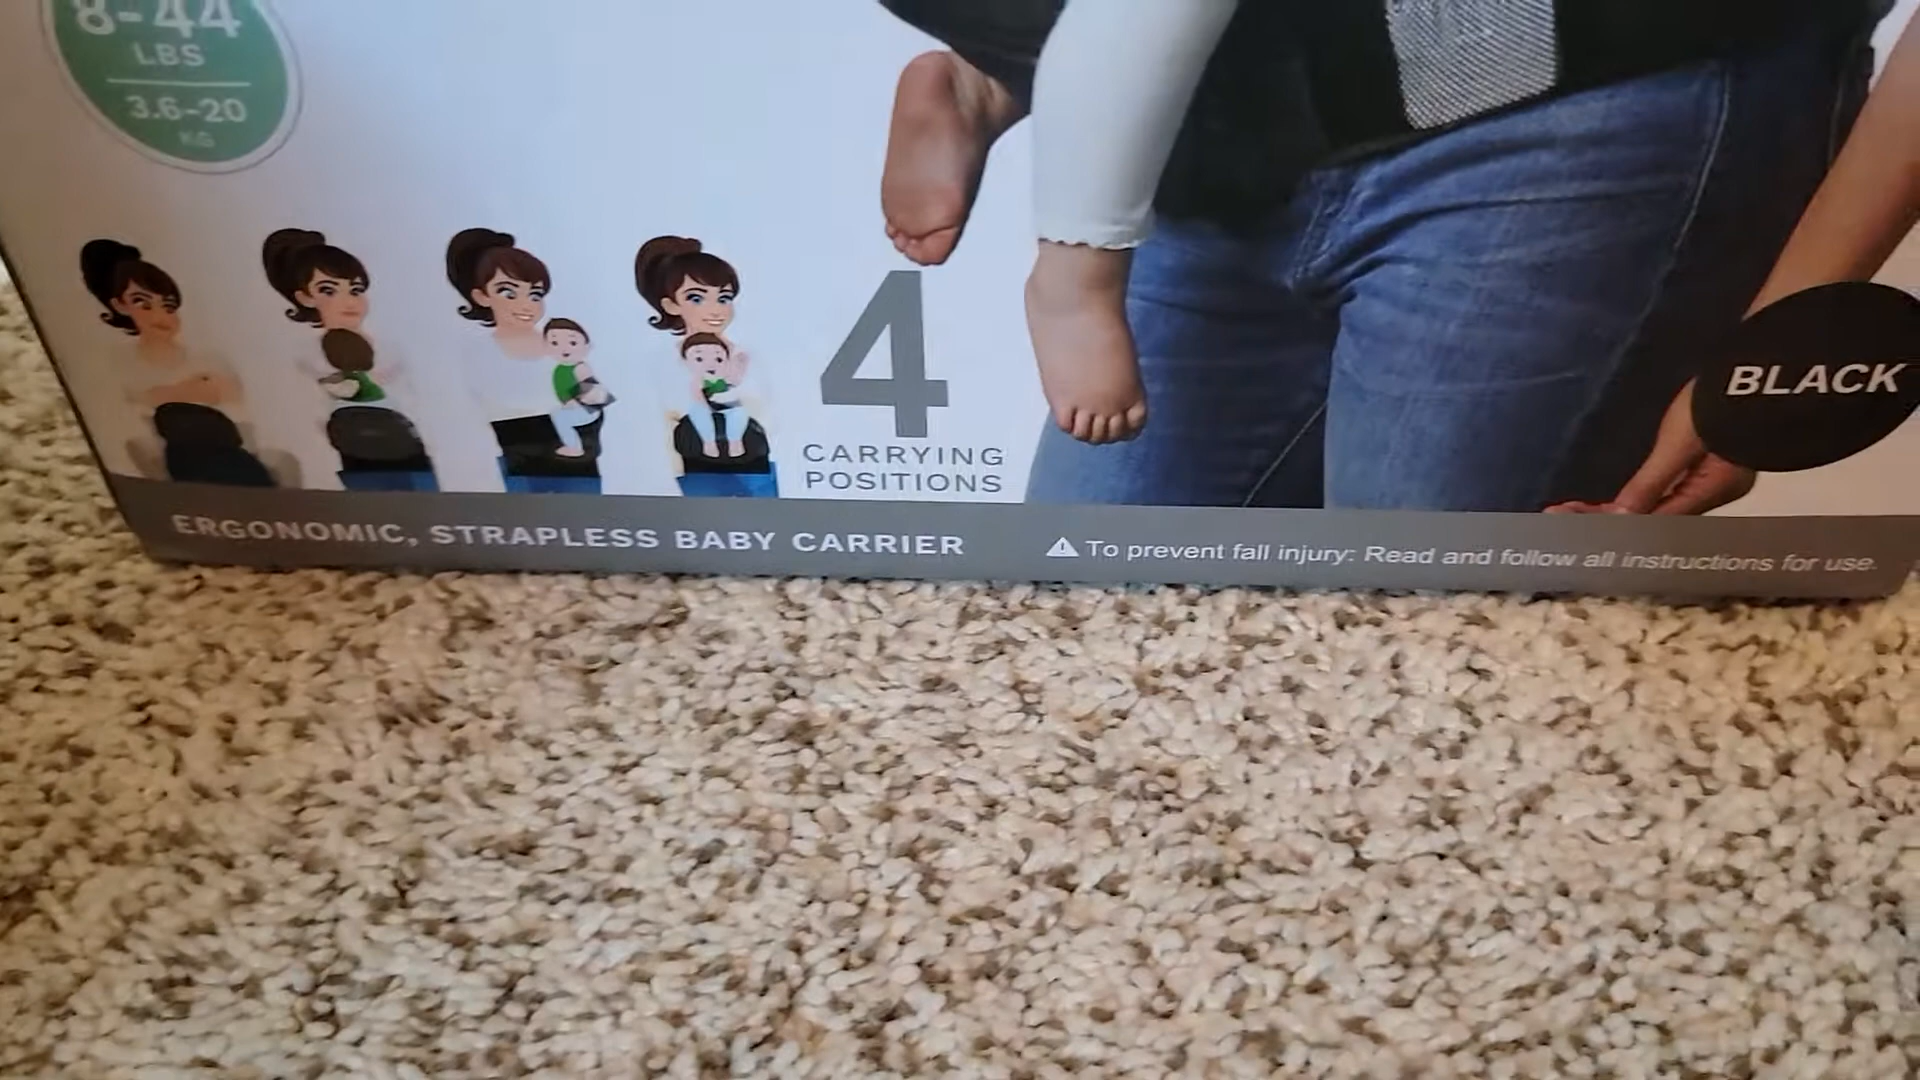 8-44
LBS
3.6-20
KG
4
CARRYING
POSITIONS
BLACK
ERGONOMIC, STRAPLESS BABY CARRIER
To prevent fall injury: Read and follow all instructions for use.